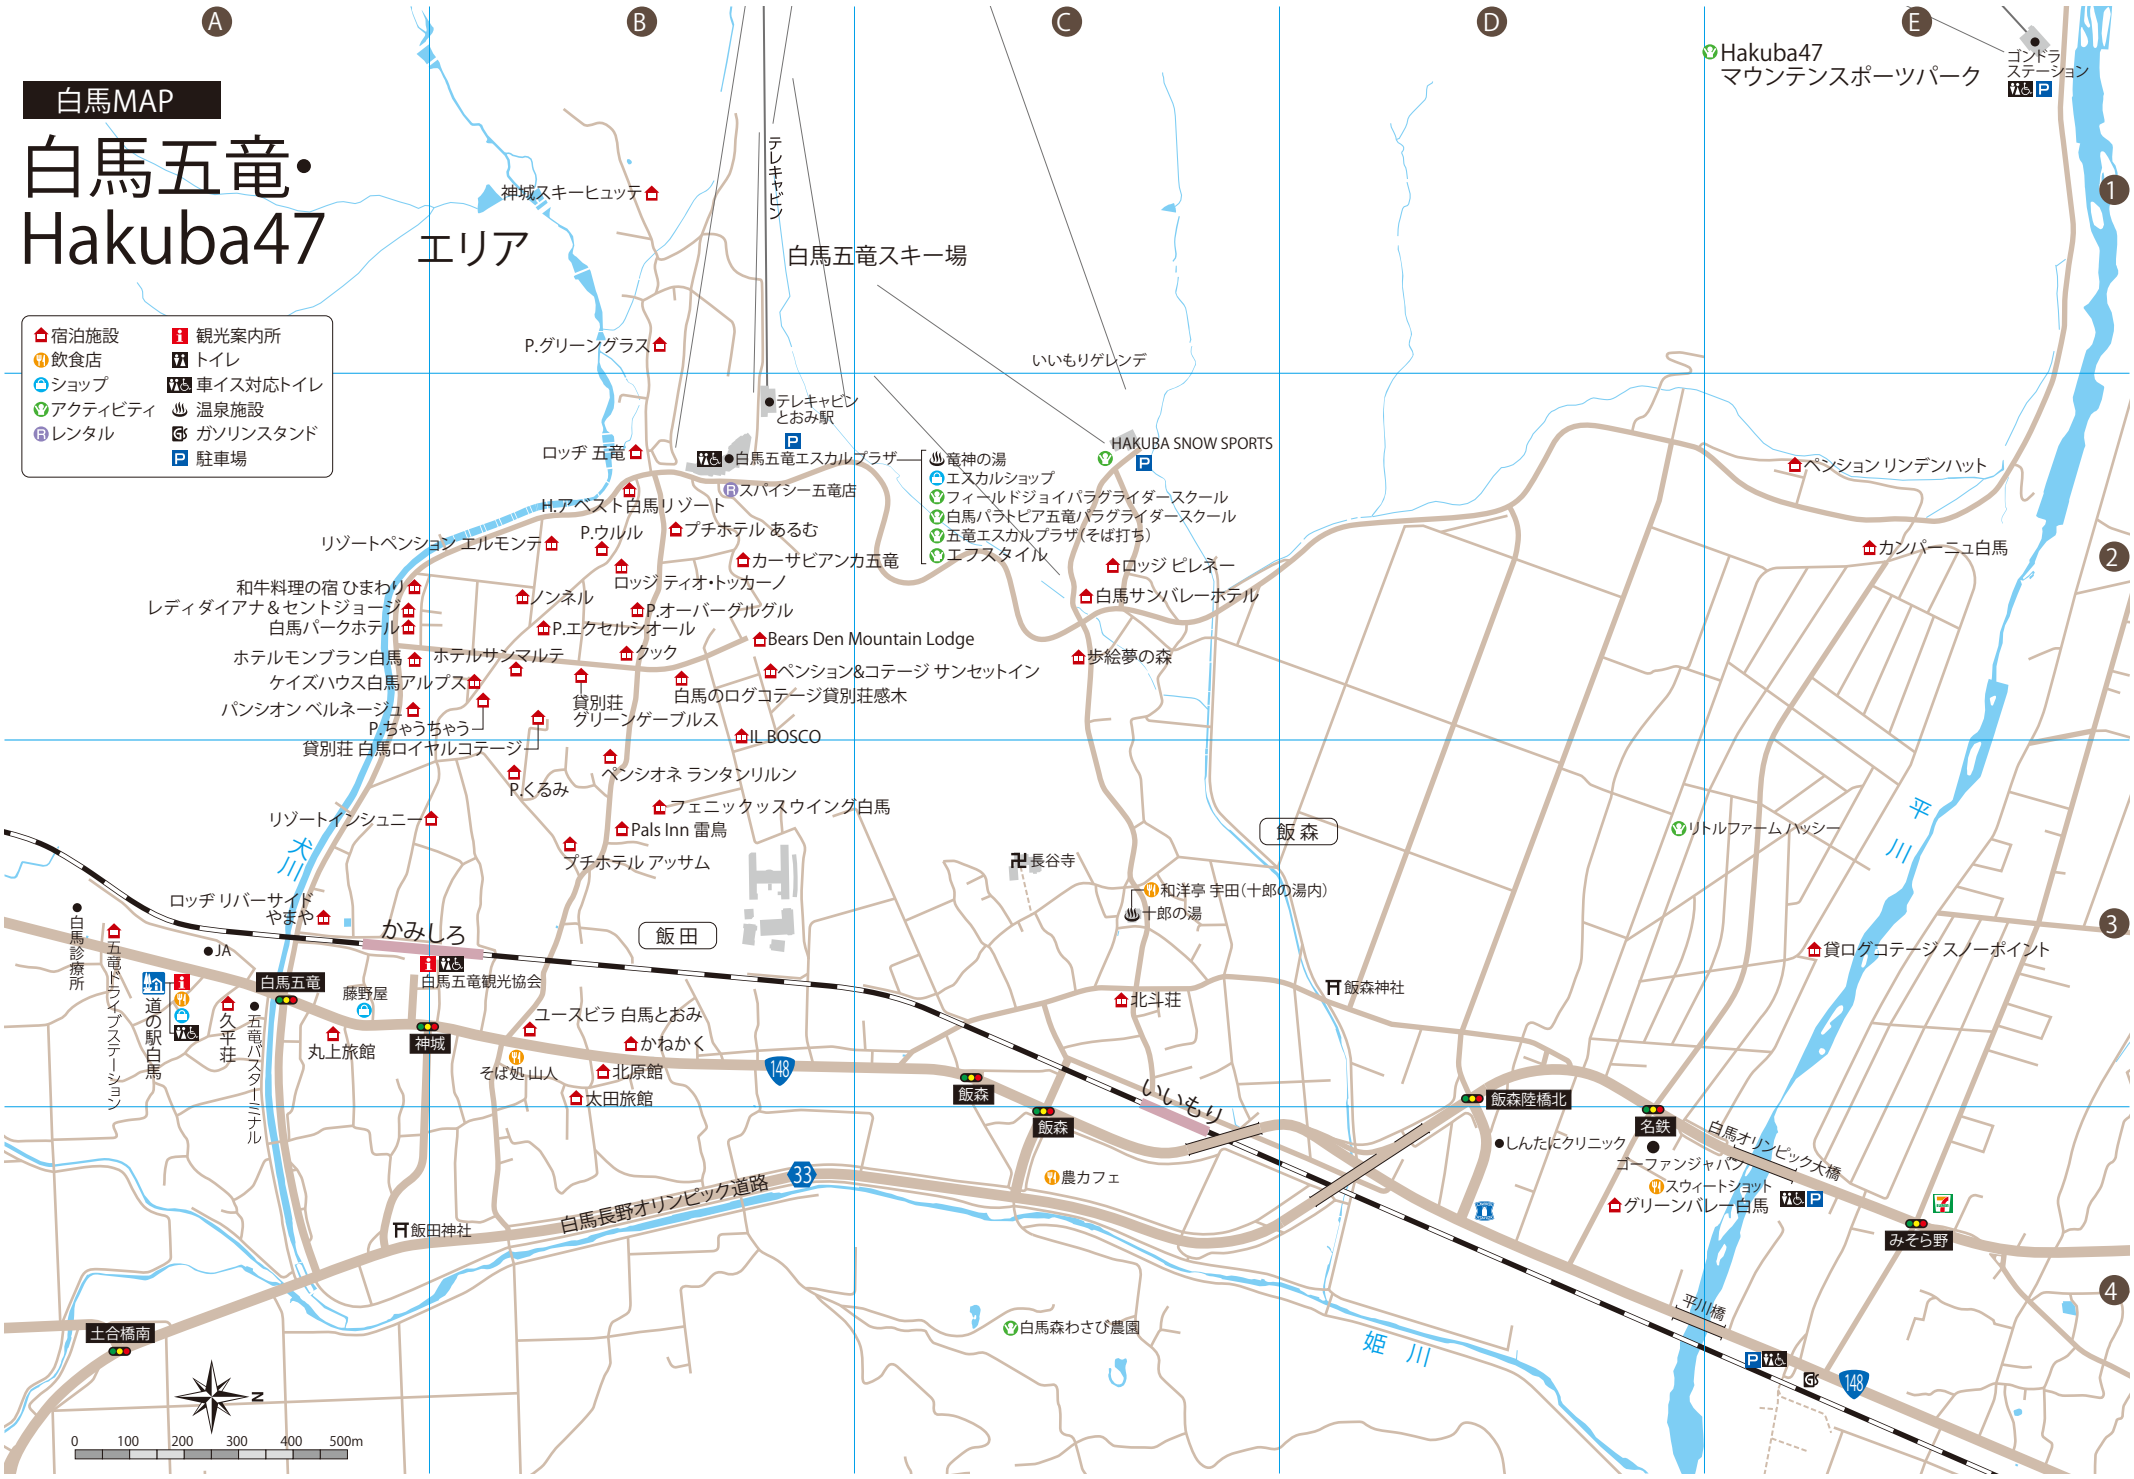 A
B
C
D
E
1
2
3
4
白馬MAP
白馬五竜・
Hakuba47
エリア
宿泊施設
飲食店
ショップ
アクティビティ
R レンタル
観光案内所
トイレ
車イス対応トイレ
温泉施設
GS ガソリンスタンド
P 駐車場
Hakuba47
マウンテンスポーツパーク
ゴンドラ
ステーション
P
テレキャビン
神城スキーヒュッテ
白馬五竜スキー場
P.グリーングラス
いいもりゲレンデ
テレキャビン
とおみ駅
P
ロッヂ 五竜
白馬五竜エスカルプラザ
竜神の湯
エスカルショップ
フィールドジョイパラグライダースクール
白馬パラトピア五竜パラグライダースクール
五竜エスカルプラザ(そば打ち)
エフスタイル
HAKUBA SNOW SPORTS
P
R スパイシー五竜店
H.アベスト白馬リゾート
P.ウルル
プチホテル あるむ
リゾートペンション エルモンテ
カーサビアンカ五竜
ロッジ ティオ・トッカーノ
ロッジ ピレネー
白馬サンバレーホテル
ペンション リンデンハット
カンパーニュ白馬
和牛料理の宿 ひまわり
レディダイアナ&セントジョージ
白馬パークホテル
ノンネル
P.オーバーグルグル
P.エクセルシオール
Bears Den Mountain Lodge
ホテルモンブラン白馬
ホテルサンマルテ
クック
歩絵夢の森
ケイズハウス白馬アルプス
ペンション&コテージ サンセットイン
貸別荘
グリーンゲーブルス
白馬のログコテージ貸別荘感木
パンシオン ベルネージュ
P.ちゃうちゃう
貸別荘 白馬ロイヤルコテージ
IL BOSCO
ペンシオネ ランタンリルン
P.くるみ
フェニックッスウイング白馬
リゾートインシュニー
Pals Inn 雷鳥
プチホテル アッサム
飯森
リトルファーム ハッシー
平川
犬川
長谷寺
和洋亭 宇田(十郎の湯内)
十郎の湯
ロッヂ リバーサイド
やまや
かみしろ
飯田
白馬診療所
五竜ドライブステーション
JA
白馬五竜
藤野屋
白馬五竜観光協会
道の駅白馬
久平荘
五竜バスターミナル
丸上旅館
神城
ユースビラ 白馬とおみ
そば処 山人
かねかく
北原館
太田旅館
148
北斗荘
飯森神社
貸ログコテージ スノーポイント
飯森
飯森
いいもり
飯森陸橋北
名鉄
白馬オリンピック大橋
しんたにクリニック
ゴーファンジャパン
スウィートショット
グリーンバレー白馬
P
みそら野
7
農カフェ
33
白馬長野オリンピック道路
飯田神社
土合橋南
白馬森わさび農園
姫川
平川橋
P
GS
148
N
0 100 200 300 400 500m